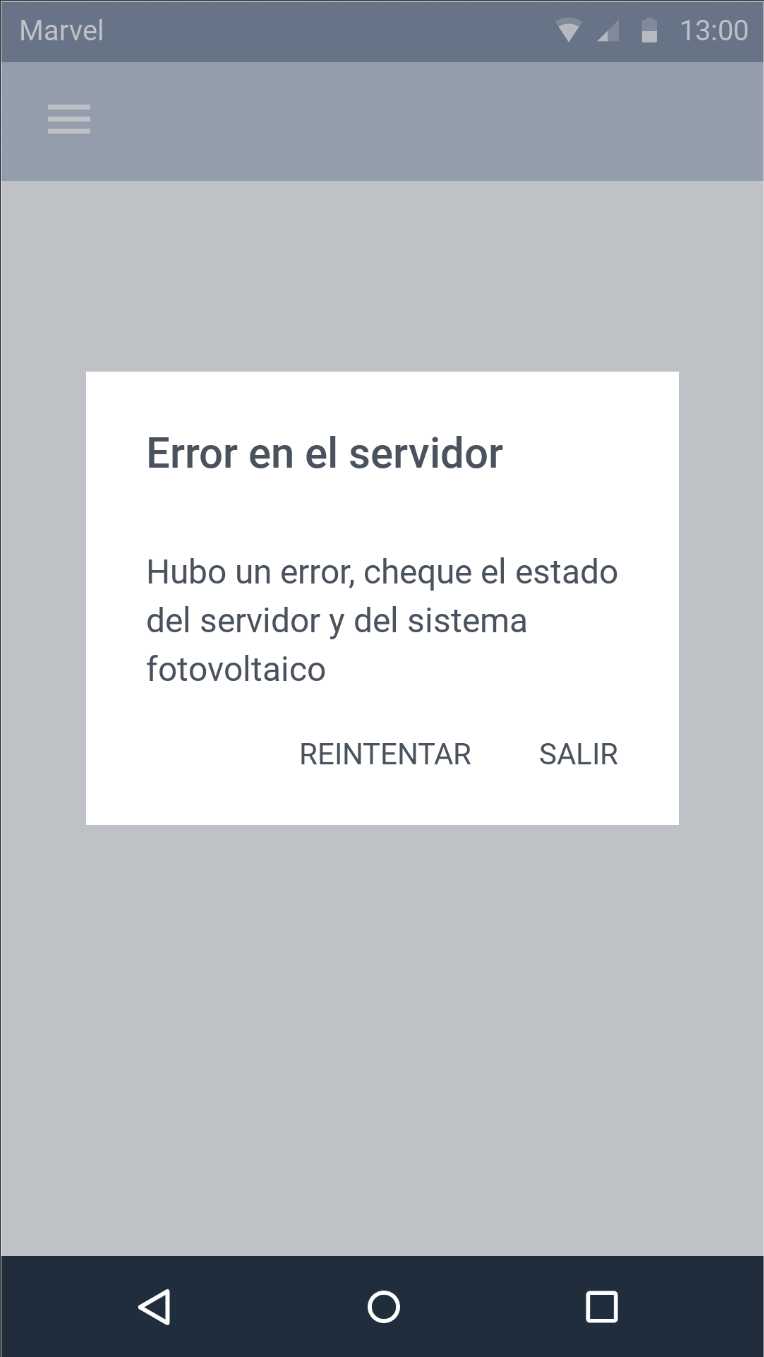 Marvel 13:00
Error en el servidor
Hubo un error, cheque el estado
del servidor y del sistema
fotovoltaico
REINTENTAR SALIR